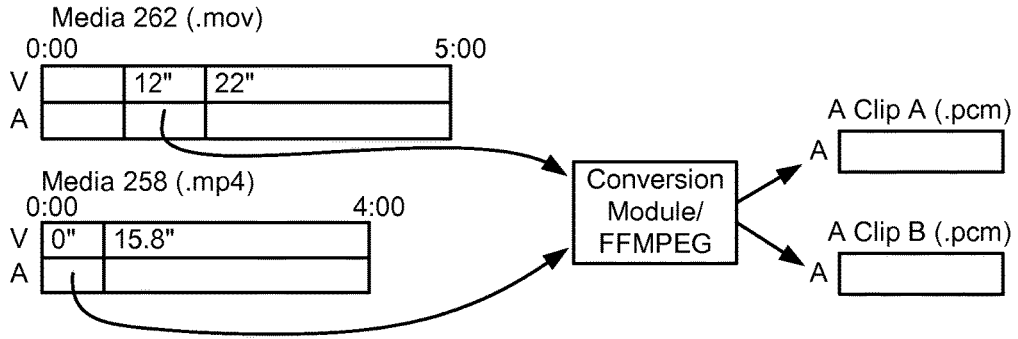 Media 262 (.mov)
0:00 5:00
V 12" 22"
A
Media 258 (.mp4)
0:00 4:00
V 0" 15.8"
A
Conversion
Module/
FFMPEG
A Clip A (.pcm)
A
A Clip B (.pcm)
A